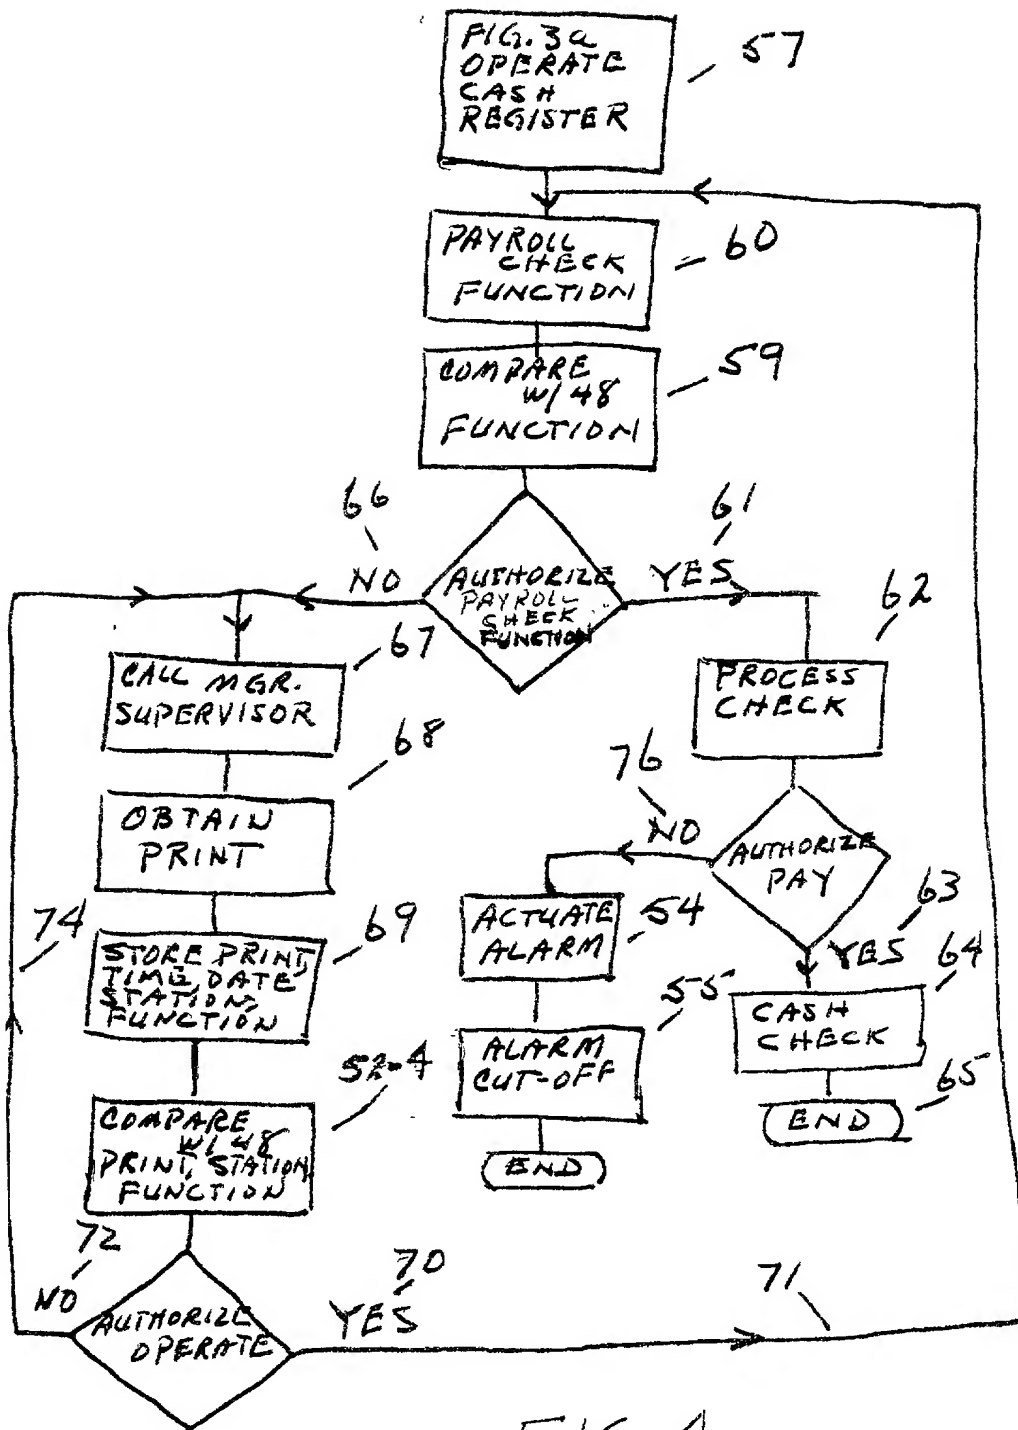 FIG. 3a
OPERATE
CASH
REGISTER
57
PAYROLL
CHECK
FUNCTION
60
COMPARE
W/ 48
FUNCTION
59
66
NO
AUTHORIZE
PAYROLL
CHECK
FUNCTION
61
YES
62
CALL MGR.
SUPERVISOR
67
PROCESS
CHECK
68
OBTAIN
PRINT
76
NO
AUTHORIZE
PAY
63
YES
74
STORE PRINT,
TIME, DATE
STATION,
FUNCTION
69
ACTUATE
ALARM
54
64
CASH
CHECK
55
ALARM
CUT-OFF
52-4
COMPARE
W/ 48
PRINT, STATION,
FUNCTION
65
END
END
72
NO
AUTHORIZE
OPERATE
70
YES
71